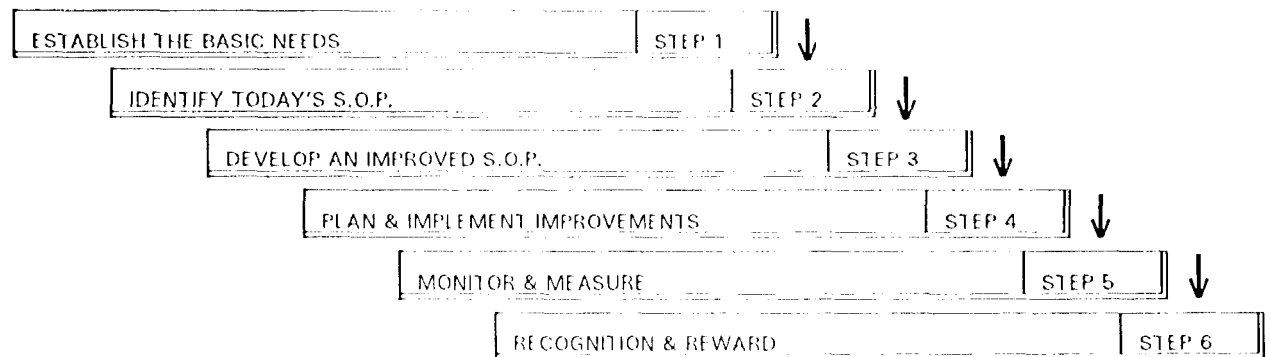 ESTABLISH THE BASIC NEEDS STEP 1
IDENTIFY TODAY'S S.O.P. STEP 2
DEVELOP AN IMPROVED S.O.P. STEP 3
PLAN & IMPLEMENT IMPROVEMENTS STEP 4
MONITOR & MEASURE STEP 5
RECOGNITION & REWARD STEP 6